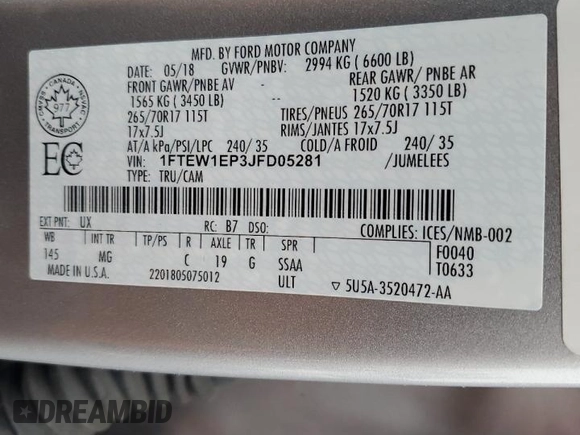 MFD. BY FORD MOTOR COMPANY
DATE: 05/18 GVWR/PNBV: 2994 KG ( 6600 LB)
FRONT GAWR/PNBE AV - REAR GAWR/ PNBE AR
1565 KG ( 3450 LB) - 1520 KG ( 3350 LB)
265/70R17 115T TIRES/PNEUS 265/70R17 115T
17x7.5J RIMS/JANTES 17x7.5J
AT/A kPa/PSI/LPC 240/ 35 COLD/A FROID 240/ 35
VIN: 1FTEW1EP3JFD05281 /JUMELEES
TYPE: TRU/CAM
CANADA
977
TRANSPORT
EC
EXT PNT: UX RC: B7 DSO: COMPLIES: ICES/NMB-002
WB INT TR TP/PS R AXLE TR SPR F0040
145 MG C 19 G SSAA T0633
MADE IN U.S.A. 2201805075012 ULT ▽ 5U5A-3520472-AA
DREAMBID